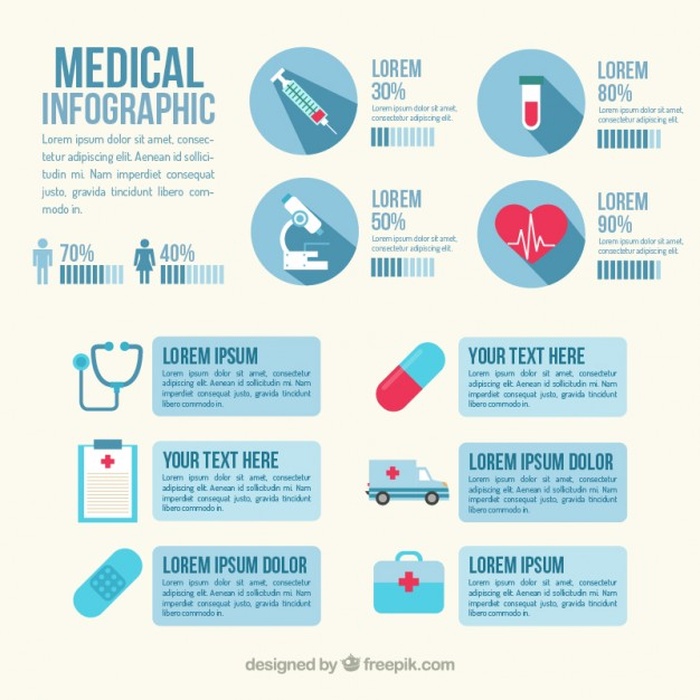 MEDICAL
INFOGRAPHIC
Lorem ipsum dolor sit amet, consec-
tetur adipiscing elit. Aenean id sollici-
tudin mi. Nam imperdiet consequat
justo, gravida tincidunt libero com-
modo in.
70%
40%
LOREM
30%
Lorem ipsum dolor sit amet,
consectetur adipiscing elit.
LOREM
80%
Lorem ipsum dolor sit amet,
consectetur adipiscing elit.
LOREM
50%
Lorem ipsum dolor sit amet,
consectetur adipiscing elit.
LOREM
90%
Lorem ipsum dolor sit amet,
consectetur adipiscing elit.
LOREM IPSUM
Lorem ipsum dolor sit amet, consectetur
adipiscing elit. Aenean id sollicitudin mi. Nam
imperdiet consequat justo, gravida tincidunt
libero commodo in.
YOUR TEXT HERE
Lorem ipsum dolor sit amet, consectetur
adipiscing elit. Aenean id sollicitudin mi. Nam
imperdiet consequat justo, gravida tincidunt
libero commodo in.
YOUR TEXT HERE
Lorem ipsum dolor sit amet, consectetur
adipiscing elit. Aenean id sollicitudin mi. Nam
imperdiet consequat justo, gravida tincidunt
libero commodo in.
LOREM IPSUM DOLOR
Lorem ipsum dolor sit amet, consectetur
adipiscing elit. Aenean id sollicitudin mi. Nam
imperdiet consequat justo, gravida tincidunt
libero commodo in.
LOREM IPSUM DOLOR
Lorem ipsum dolor sit amet, consectetur
adipiscing elit. Aenean id sollicitudin mi. Nam
imperdiet consequat justo, gravida tincidunt
libero commodo in.
LOREM IPSUM
Lorem ipsum dolor sit amet, consectetur
adipiscing elit. Aenean id sollicitudin mi. Nam
imperdiet consequat justo, gravida tincidunt
libero commodo in.
designed by freepik.com